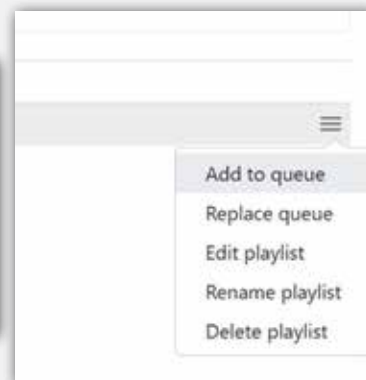 Add to queue
Replace queue
Edit playlist
Rename playlist
Delete playlist